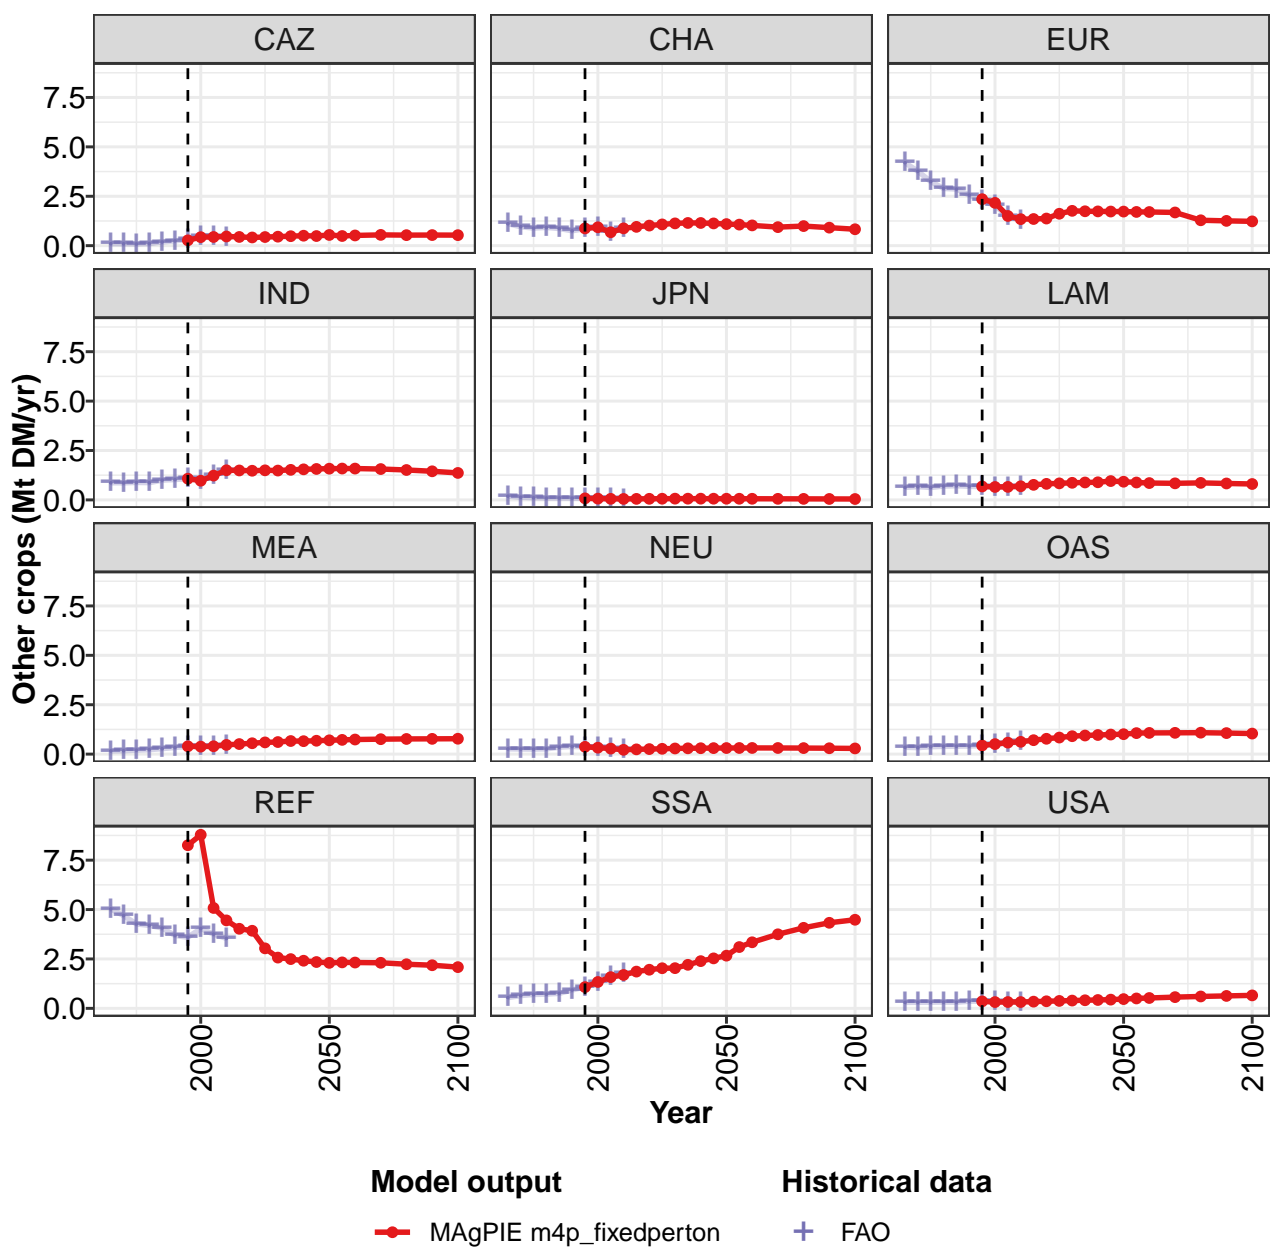 CAZ CHA EUR
7.5
5.0
2.5
0.0
IND JPN LAM
7.5
5.0
2.5
0.0
MEA NEU OAS
7.5
5.0
2.5
0.0
REF SSA USA
7.5
5.0
2.5
0.0
Other crops (Mt DM/yr)
2000 2050 2100 2000 2050 2100 2000 2050 2100
Year
Model output Historical data
MAgPIE m4p_fixedperton FAO